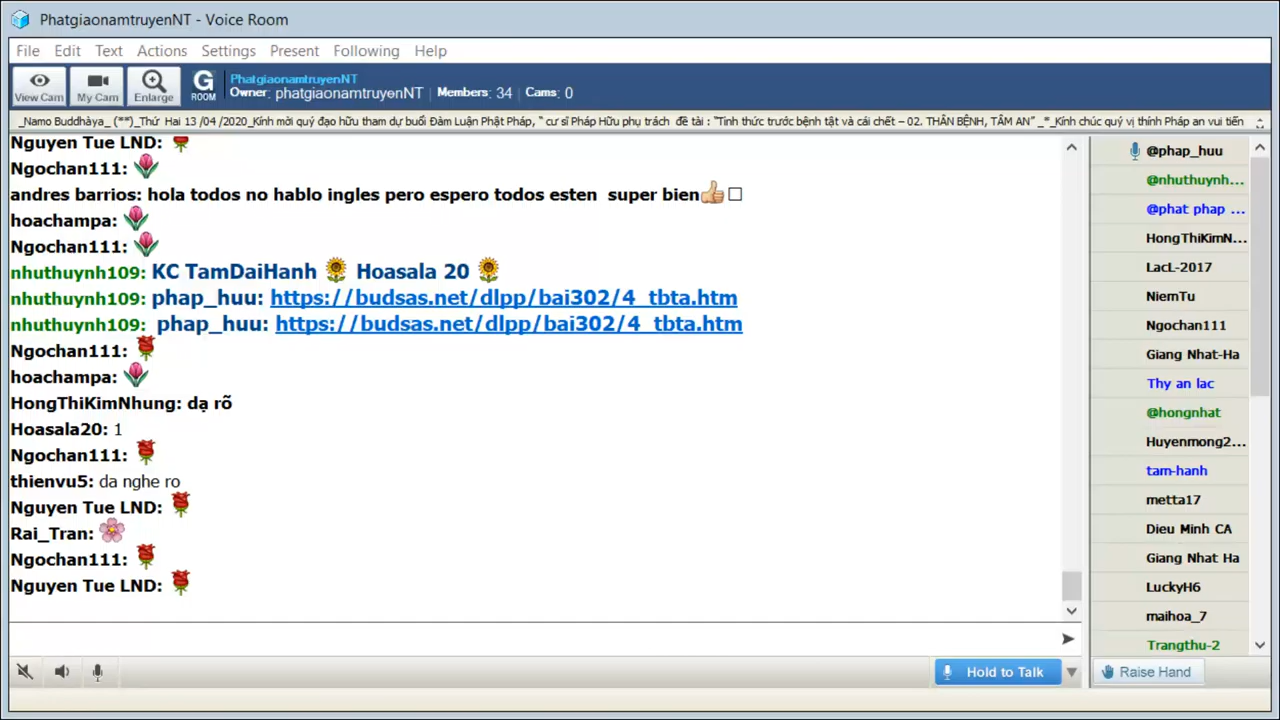 PhatgiaonamtruyenNT - Voice Room
File Edit Text Actions Settings Present Following Help
View Cam My Cam Enlarge G ROOM PhatgiaonamtruyenNT
Owner: phatgiaonamtruyenNT Members: 34 Cams: 0
_Namo Buddhàya_ (**)_Thứ Hai 13 /04 /2020_Kính mời quý đạo hữu tham dự buổi Đàm Luận Phật Pháp, " cư sĩ Pháp Hữu phụ trách đề tài : "Tỉnh thức trước bệnh tật và cái chết – 02. THÂN BỆNH, TÂM AN" _*_Kính chúc quý vị thính Pháp an vui tiến
Nguyen Tue LND:
Ngochan111:
andres barrios: hola todos no hablo ingles pero espero todos esten super bien
hoachampa:
Ngochan111:
nhuthuynh109: KC TamDaiHanh Hoasala 20
nhuthuynh109: phap_huu: https://budsas.net/dlpp/bai302/4_tbta.htm
nhuthuynh109: phap_huu: https://budsas.net/dlpp/bai302/4_tbta.htm
Ngochan111:
hoachampa:
HongThiKimNhung: dạ rõ
Hoasala20: 1
Ngochan111:
thienvu5: da nghe ro
Nguyen Tue LND:
Rai_Tran:
Ngochan111:
Nguyen Tue LND:
@phap_huu
@nhuthuynh...
@phat phap ...
HongThiKimN...
LacL-2017
NiemTu
Ngochan111
Giang Nhat-Ha
Thy an lac
@hongnhat
Huyenmong2...
tam-hanh
metta17
Dieu Minh CA
Giang Nhat Ha
LuckyH6
maihoa_7
Trangthu-2
Hold to Talk Raise Hand